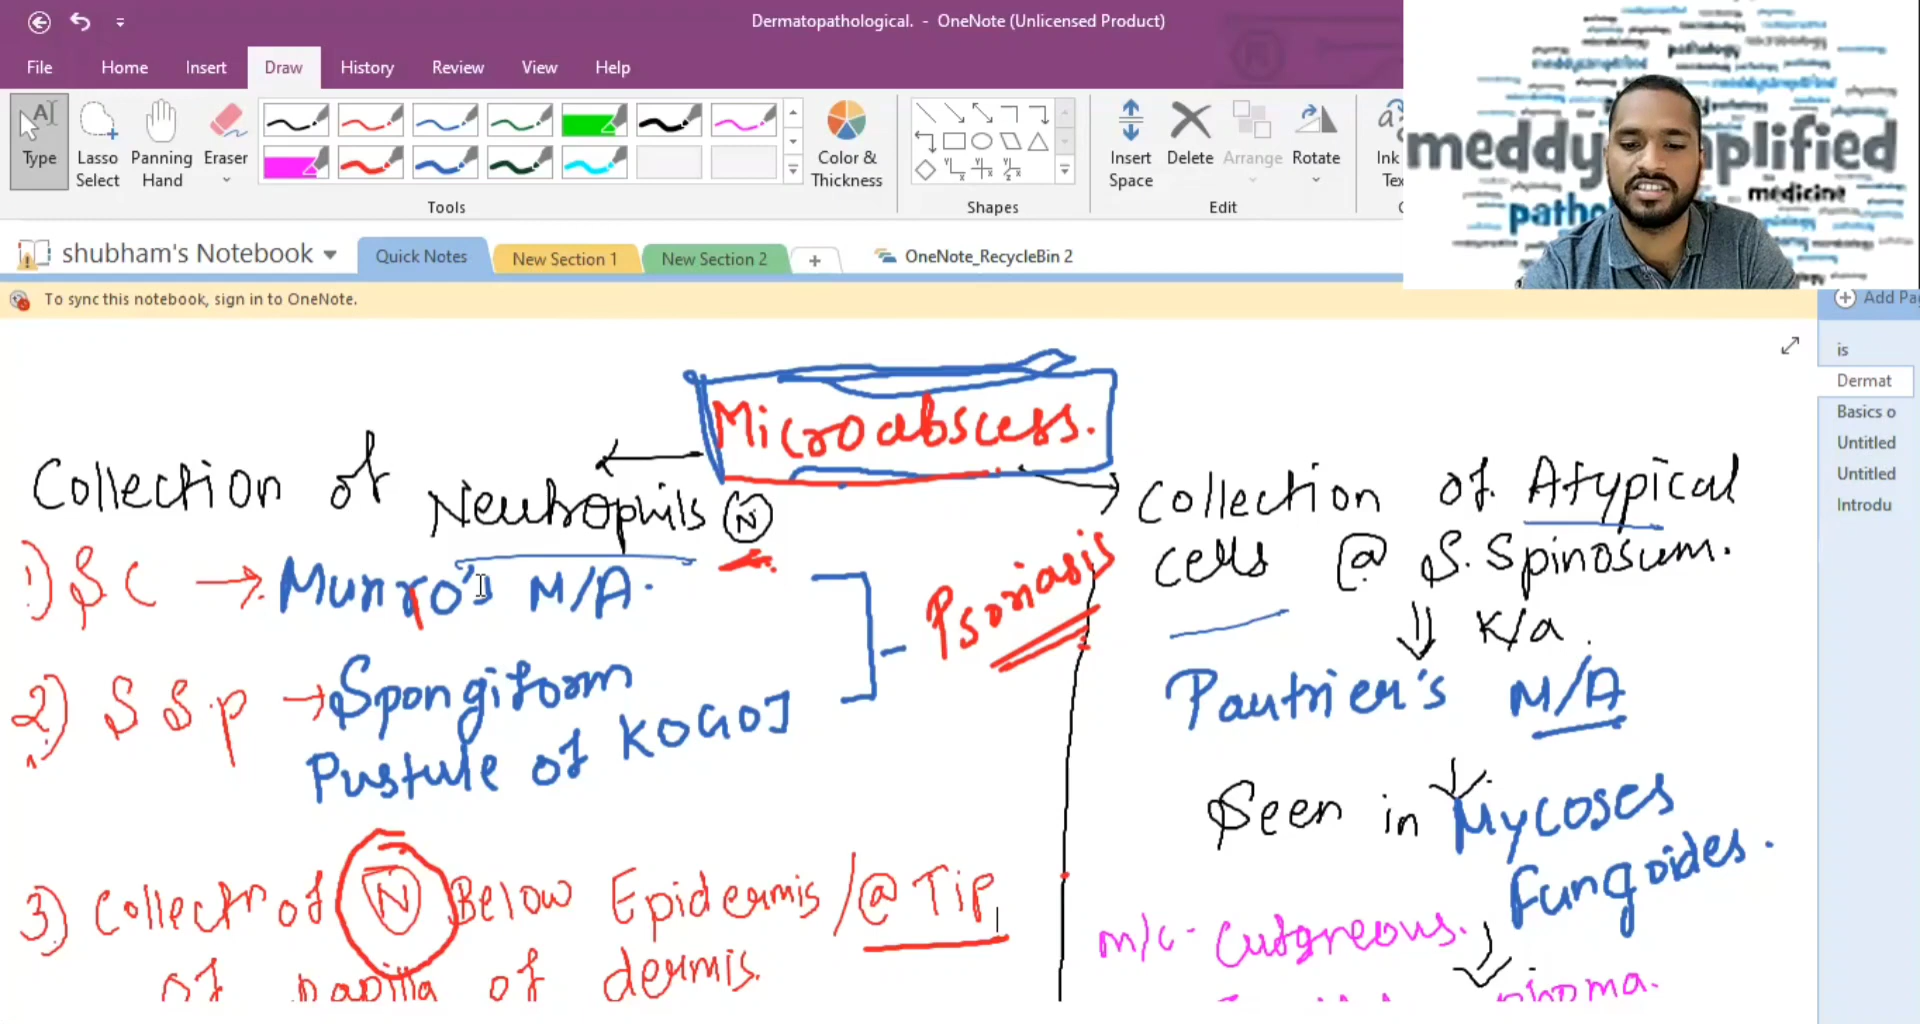 Dermatopathological. - OneNote (Unlicensed Product)
File Home Insert Draw History Review View Help
Type
Lasso Select
Panning Hand
Eraser
Color & Thickness
Insert Space
Delete
Arrange
Rotate
Ink
Tools
Shapes
Edit
medicine
shubham's Notebook
Quick Notes
New Section 1
New Section 2
OneNote_RecycleBin 2
To sync this notebook, sign in to OneNote.
Add Pa
is
Dermat
Basics o
Untitled
Untitled
Introdu
Microabscess.
Collection of Neutrophils N
1) S C → Munro's M/A.
2) S Sp → Spongiform
Pustule of KOGOJ
Psoriasis
3) Collectn of N Below Epidermis / @ Tip
of papilla of dermis.
Collection of Atypical
cells @ S. Spinosum.
K/a.
Pautrier's M/A
Seen in Mycoses
Fungoides.
m/c - Cutaneous.